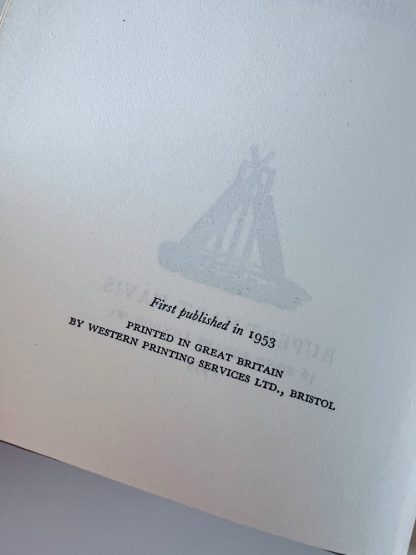 First published in 1953
PRINTED IN GREAT BRITAIN
BY WESTERN PRINTING SERVICES LTD., BRISTOL